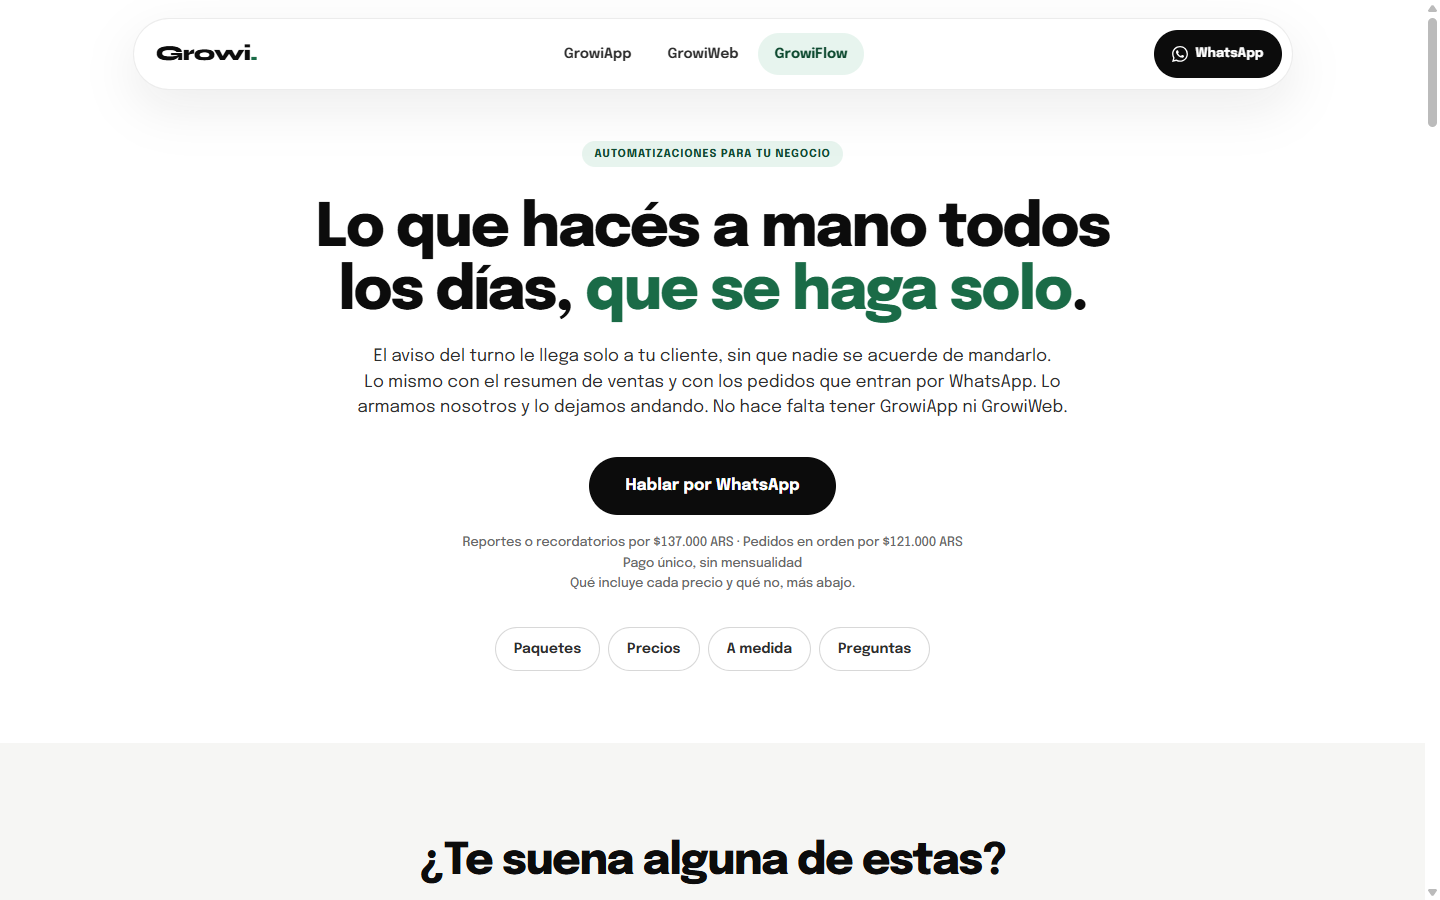 Growi.
GrowiApp
GrowiWeb
GrowiFlow
WhatsApp
AUTOMATIZACIONES PARA TU NEGOCIO
Lo que hacés a mano todos
los días, que se haga solo.
El aviso del turno le llega solo a tu cliente, sin que nadie se acuerde de mandarlo.
Lo mismo con el resumen de ventas y con los pedidos que entran por WhatsApp. Lo
armamos nosotros y lo dejamos andando. No hace falta tener GrowiApp ni GrowiWeb.
Hablar por WhatsApp
Reportes o recordatorios por $137.000 ARS · Pedidos en orden por $121.000 ARS
Pago único, sin mensualidad
Qué incluye cada precio y qué no, más abajo.
Paquetes
Precios
A medida
Preguntas
¿Te suena alguna de estas?